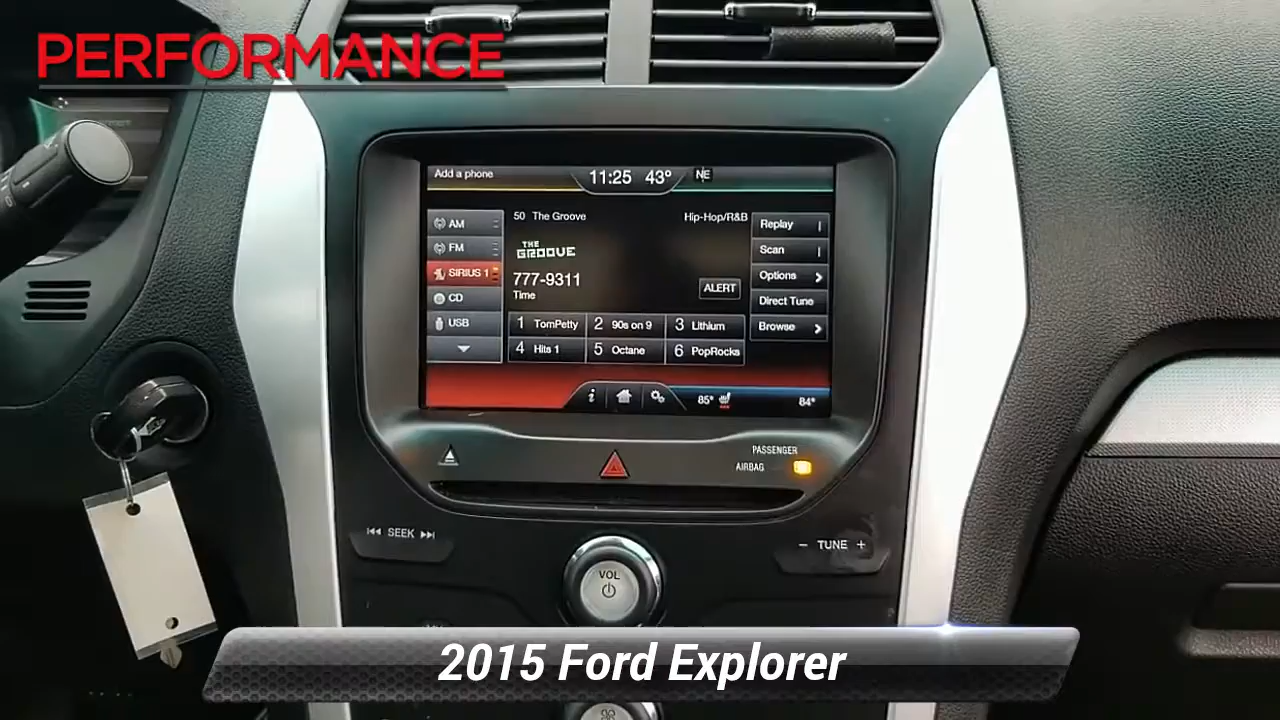 PERFORMANCE
Add a phone 11:25 43° NE
AM
FM
SIRIUS 1
CD
USB
50 The Groove Hip-Hop/R&B
THE
GROOVE
777-9311
Time
ALERT
Replay
Scan
Options
Direct Tune
Browse
1 TomPetty 2 90s on 9 3 Lithium
4 Hits 1 5 Octane 6 PopRocks
85° 84°
PASSENGER
AIRBAG
SEEK
− TUNE +
VOL
2015 Ford Explorer